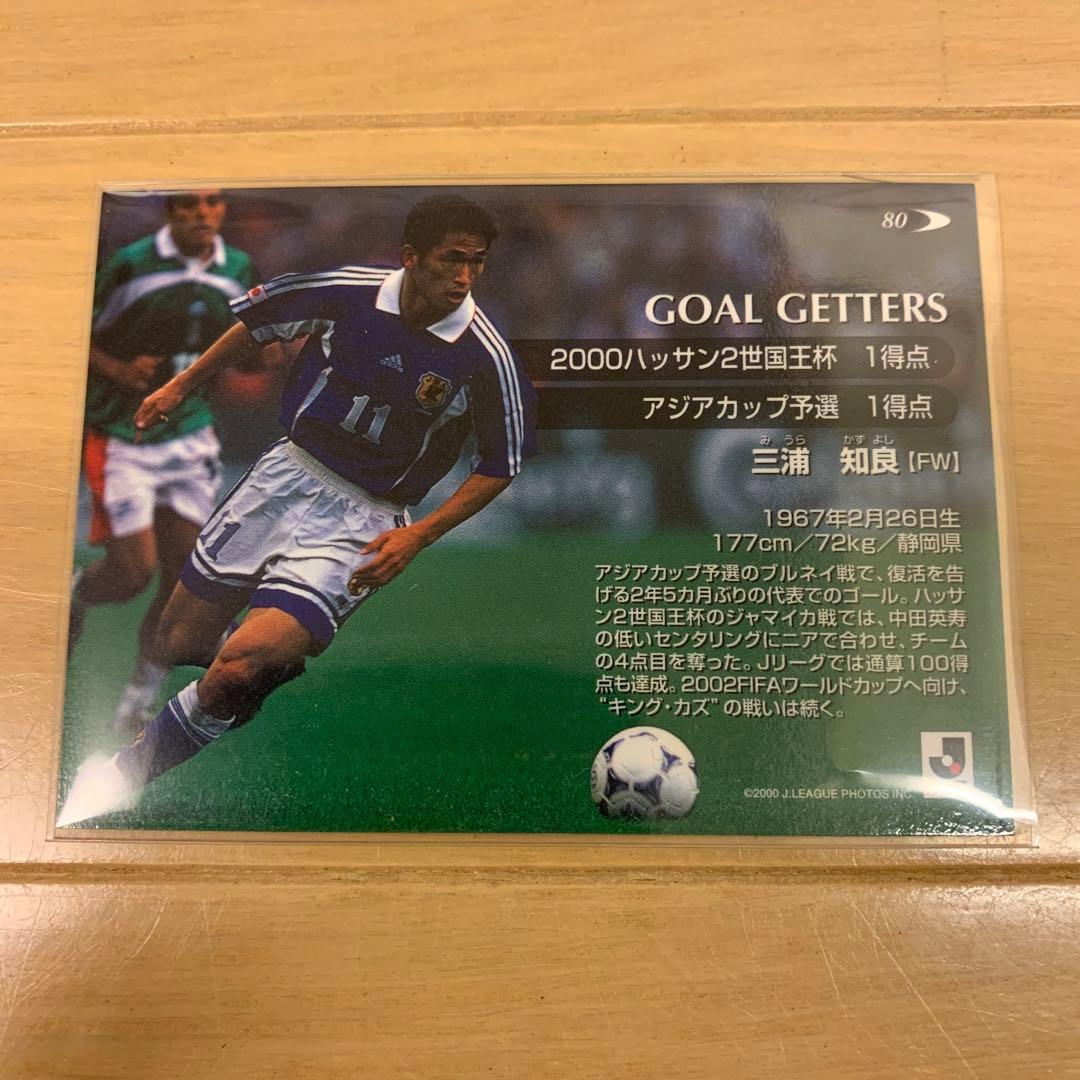 80
GOAL GETTERS
2000ハッサン2世国王杯 1得点
アジアカップ予選 1得点
み うら かず よし
三浦 知良【FW】
1967年2月26日生
177cm／72kg／静岡県
アジアカップ予選のブルネイ戦で、復活を告
げる2年5カ月ぶりの代表でのゴール。ハッサ
ン2世国王杯のジャマイカ戦では、中田英寿
の低いセンタリングにニアで合わせ、チーム
の4点目を奪った。Jリーグでは通算100得
点も達成。2002FIFAワールドカップへ向け、
“キング・カズ”の戦いは続く。
©2000 J.LEAGUE PHOTOS INC.
adidas
11
11